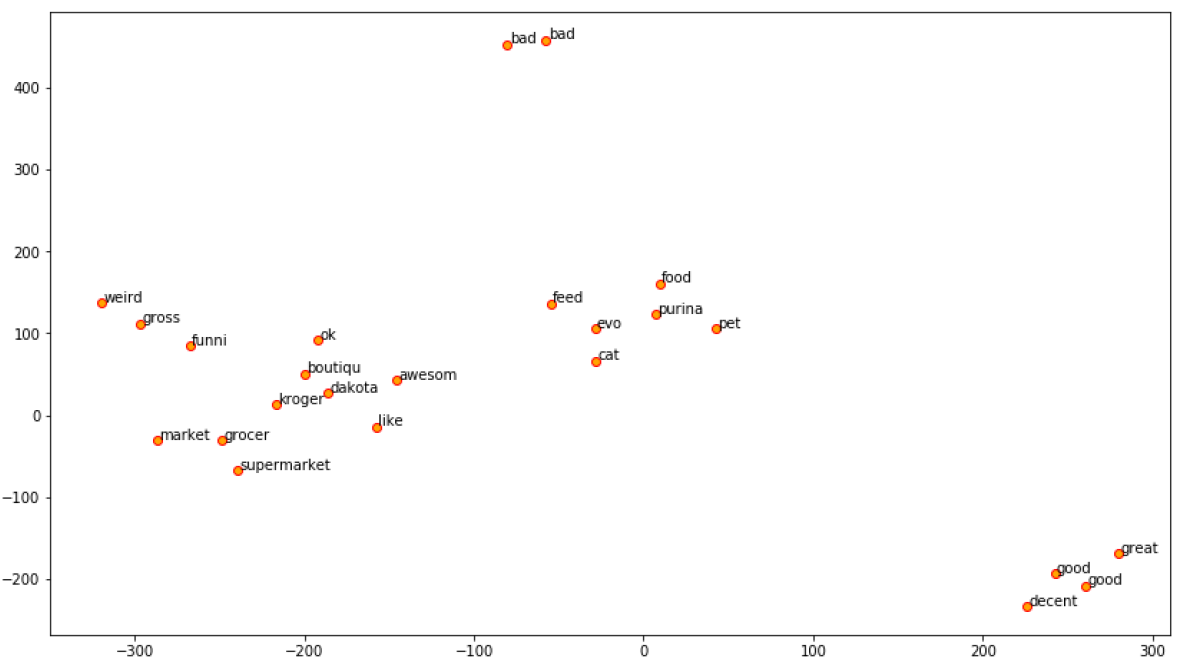 bad
bad
400
300
200
food
weird
feed
purina
gross
evo
pet
100
ok
funni
cat
boutiqu
awesom
dakota
kroger
0
like
market
grocer
supermarket
−100
great
good
−200
good
decent
−300
−200
−100
0
100
200
300